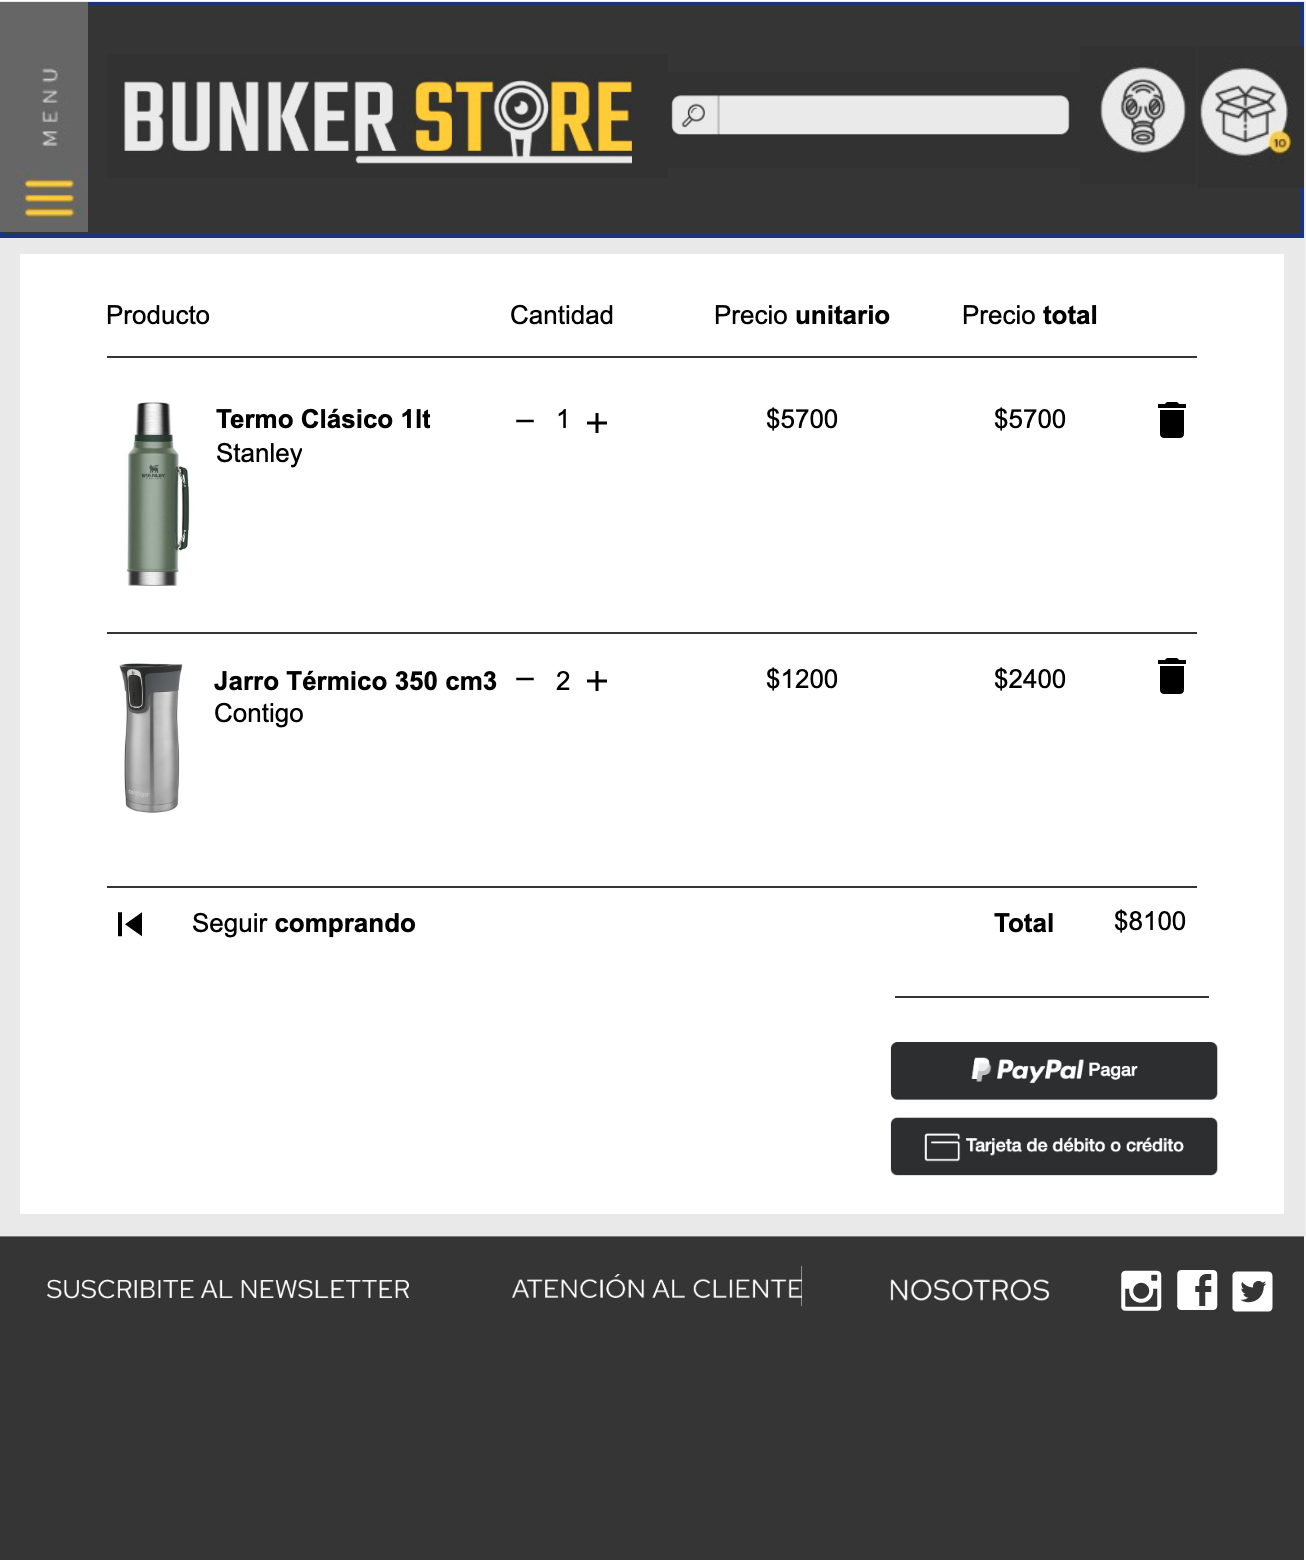 MENU
BUNKER STORE
10
Producto Cantidad Precio unitario Precio total
Termo Clásico 1lt − 1 + $5700 $5700
Stanley
Jarro Térmico 350 cm3 − 2 + $1200 $2400
Contigo
Seguir comprando Total $8100
PayPal Pagar
Tarjeta de débito o crédito
SUSCRIBITE AL NEWSLETTER ATENCIÓN AL CLIENTE NOSOTROS